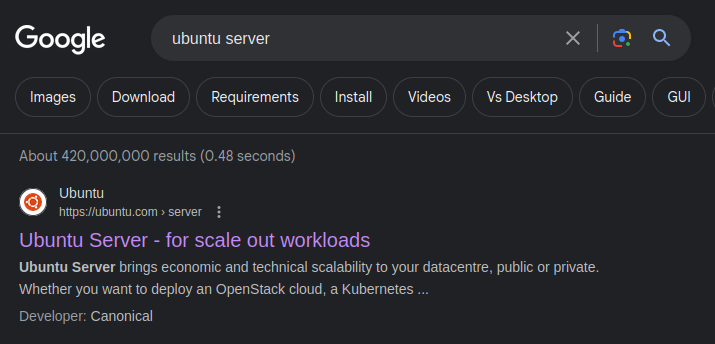 Google
ubuntu server
Images
Download
Requirements
Install
Videos
Vs Desktop
Guide
GUI
About 420,000,000 results (0.48 seconds)
Ubuntu
https://ubuntu.com › server
Ubuntu Server - for scale out workloads
Ubuntu Server brings economic and technical scalability to your datacentre, public or private.
Whether you want to deploy an OpenStack cloud, a Kubernetes ...
Developer: Canonical